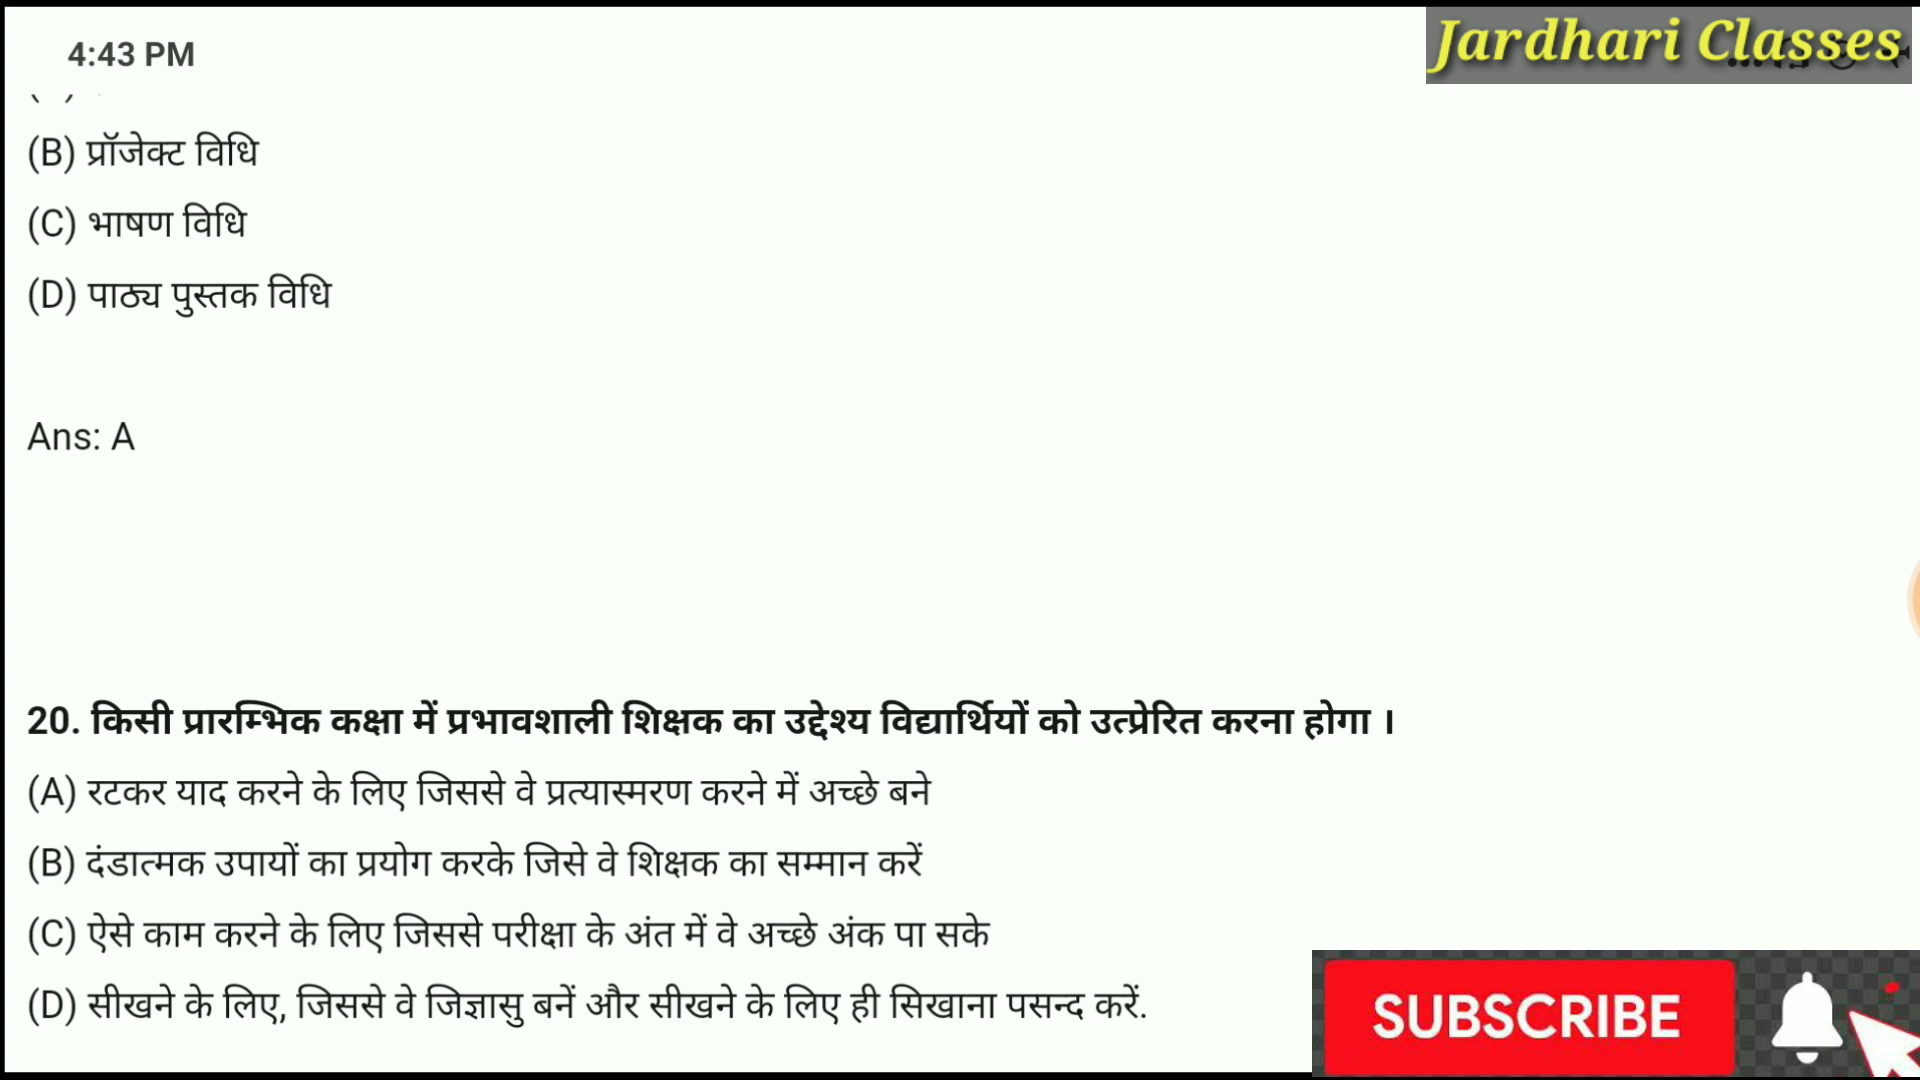 4:43 PM
Jardhari Classes
(B) प्रॉजेक्ट विधि
(C) भाषण विधि
(D) पाठ्य पुस्तक विधि
Ans: A
20. किसी प्रारम्भिक कक्षा में प्रभावशाली शिक्षक का उद्देश्य विद्यार्थियों को उत्प्रेरित करना होगा ।
(A) रटकर याद करने के लिए जिससे वे प्रत्यास्मरण करने में अच्छे बने
(B) दंडात्मक उपायों का प्रयोग करके जिसे वे शिक्षक का सम्मान करें
(C) ऐसे काम करने के लिए जिससे परीक्षा के अंत में वे अच्छे अंक पा सके
(D) सीखने के लिए, जिससे वे जिज्ञासु बनें और सीखने के लिए ही सिखाना पसन्द करें.
SUBSCRIBE